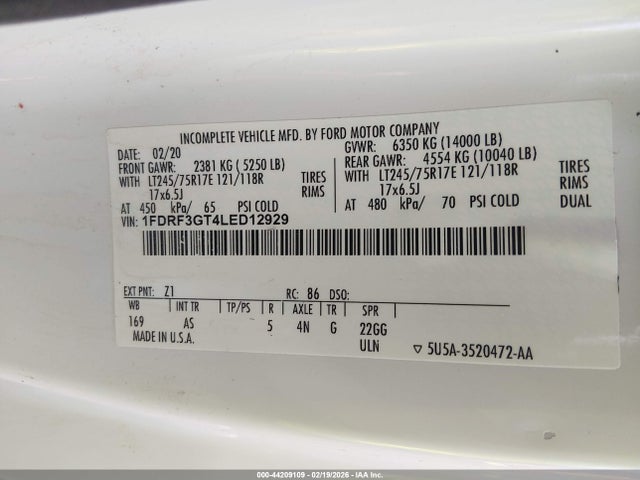 INCOMPLETE VEHICLE MFD. BY FORD MOTOR COMPANY
DATE: 02/20 GVWR: 6350 KG (14000 LB)
FRONT GAWR: 2381 KG ( 5250 LB) REAR GAWR: 4554 KG (10040 LB)
WITH LT245/75R17E 121/118R TIRES WITH LT245/75R17E 121/118R TIRES
17x6.5J RIMS 17x6.5J RIMS
AT 450 kPa/ 65 PSI COLD AT 480 kPa/ 70 PSI COLD DUAL
VIN: 1FDRF3GT4LED12929
EXT PNT: Z1 RC: 86 DSO:
WB INT TR TP/PS R AXLE TR SPR
169 AS 5 4N G 22GG
MADE IN U.S.A. ULN ▽ 5U5A-3520472-AA
000-44209109 - 02/19/2026 - IAA Inc.